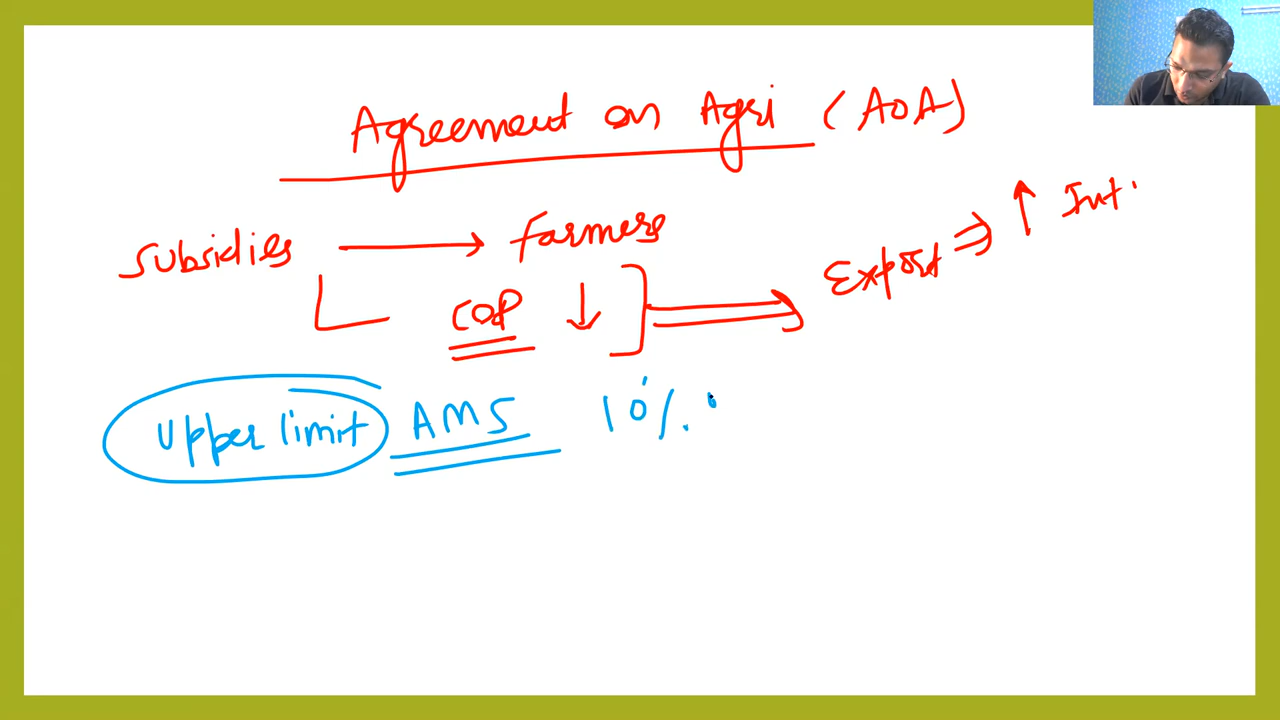 Agreement on Agri (AOA)
Subsidies → Farmers
COP ↓ Export ⇒ ↑ Int.
Upper limit AMS 10%.